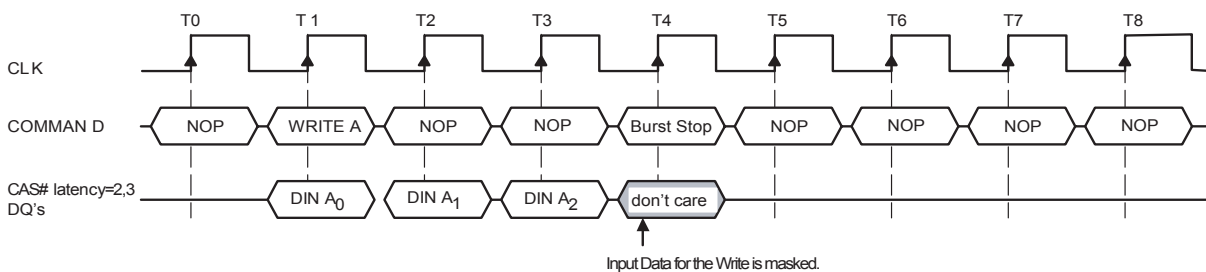 T0 T 1 T2 T3 T4 T5 T6 T7 T8
CLK
COMMAN D NOP WRITE A NOP NOP Burst Stop NOP NOP NOP NOP
CAS# latency=2,3
DQ's DIN A0 DIN A1 DIN A2 don't care
Input Data for the Write is masked.